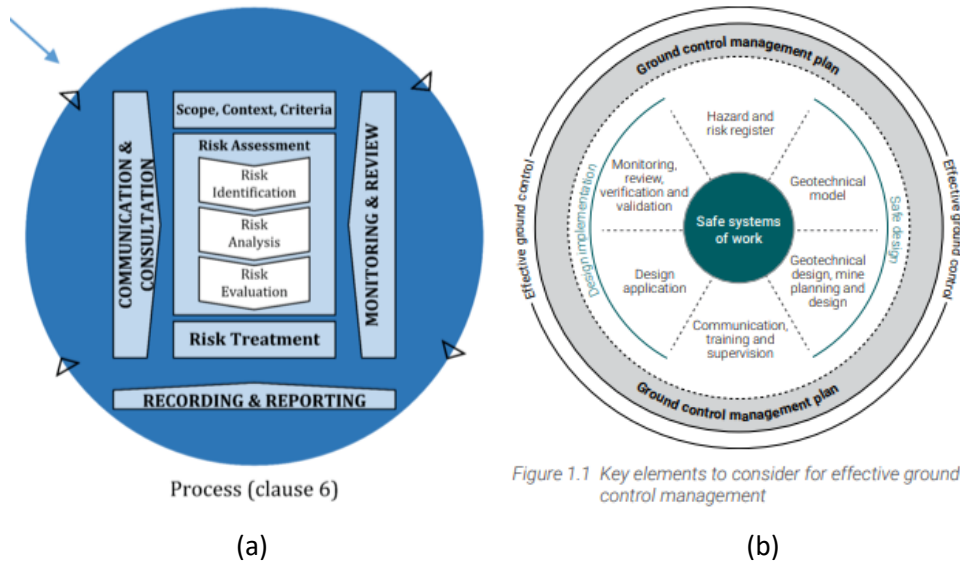 Scope, Context, Criteria
Risk Assessment
Risk
Identification
Risk
Analysis
Risk
Evaluation
Risk Treatment
COMMUNICATION &
CONSULTATION
MONITORING & REVIEW
RECORDING & REPORTING
Process (clause 6)
(a)
Ground control management plan
Effective ground control
Design implementation
Hazard and
risk register
Monitoring,
review,
verification and
validation
Geotechnical
model
Safe systems
of work
Safe design
Effective ground control
Design
application
Geotechnical
design, mine
planning and
design
Communication,
training and
supervision
Ground control management plan
Figure 1.1 Key elements to consider for effective ground
control management
(b)